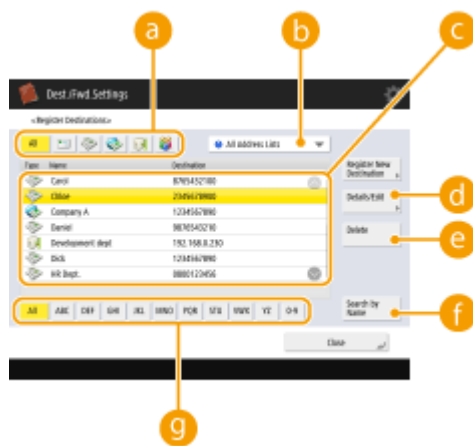 a
b
c
Dest./Fwd.Settings
<Register Destinations>
All
All Address Lists
Type Name Destination
Register New Destination
Carol 8765432100
Chloe 2345678900
Details/Edit
d
Company A 1234567890
Daniel 9876543210
Delete
e
Development dept 192.168.0.230
Dick 1234567890
HR Dept. 0000123456
All ABC DEF GHI JKL MNO PQR STU VWX YZ 0-9
Search by Name
f
Close
g